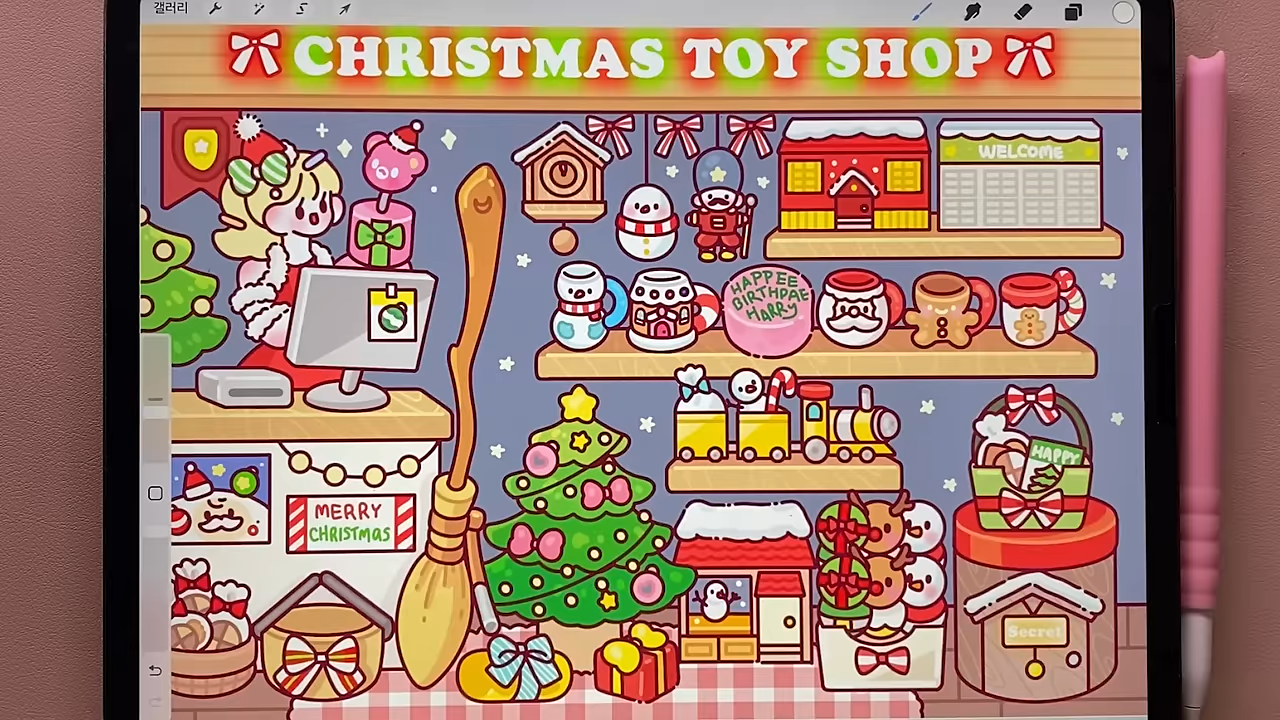 갤러리
CHRISTMAS TOY SHOP
WELCOME
HAPPEE
BIRTHDAE
HARRY
HAPPY
MERRY
CHRISTMAS
Secret